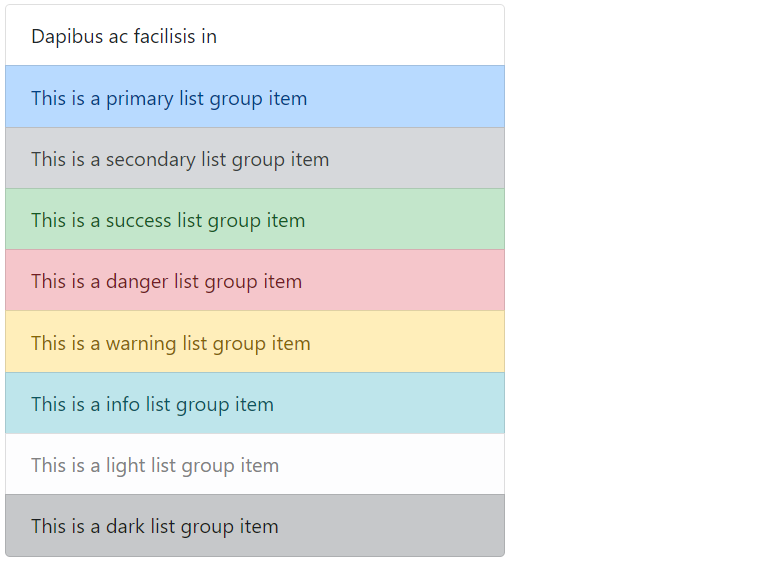 Dapibus ac facilisis in
This is a primary list group item
This is a secondary list group item
This is a success list group item
This is a danger list group item
This is a warning list group item
This is a info list group item
This is a light list group item
This is a dark list group item